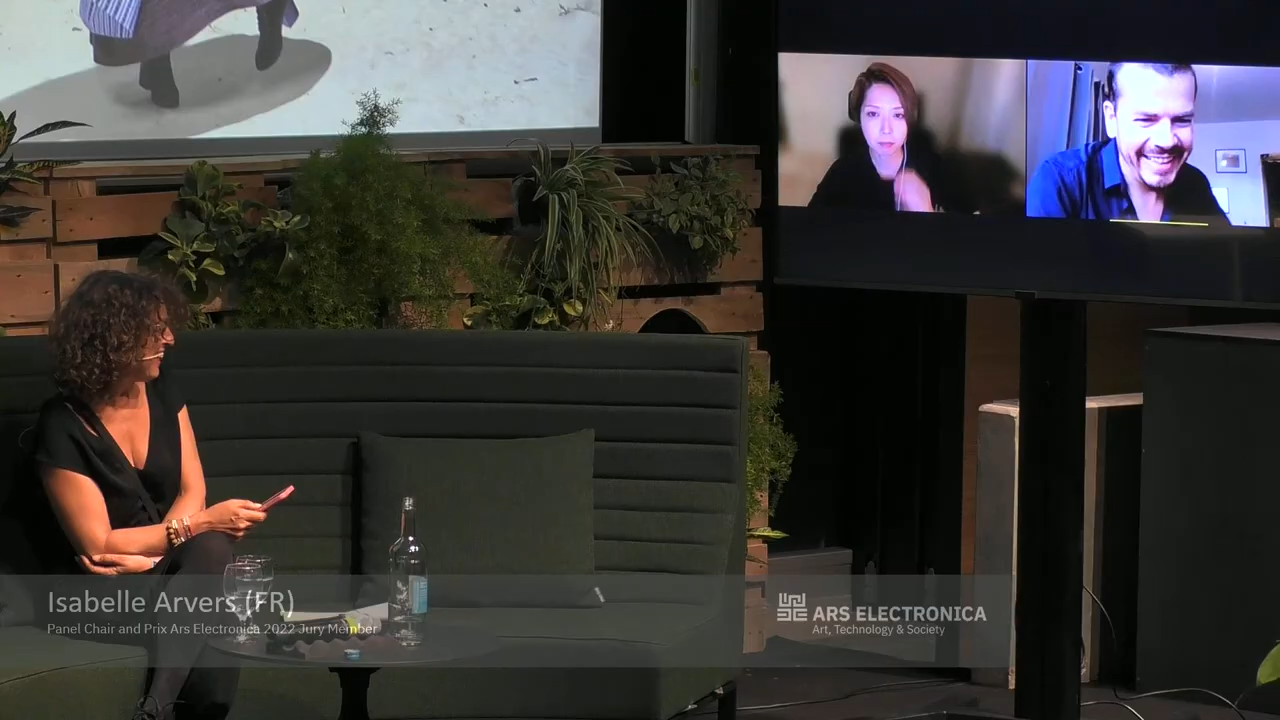 Isabelle Arvers (FR)
Panel Chair and Prix Ars Electronica 2022 Jury Member
ARS ELECTRONICA
Art, Technology & Society